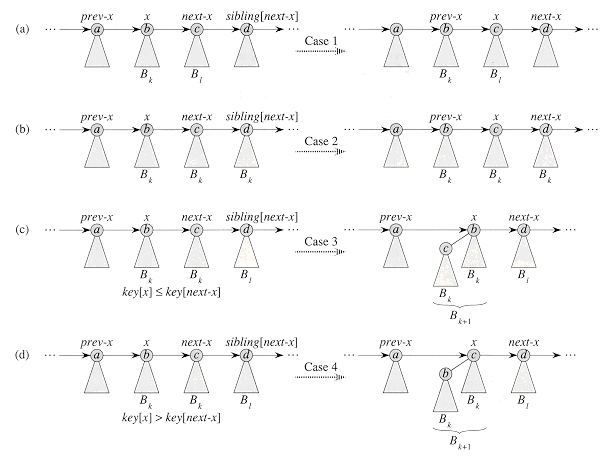 prev-x x next-x sibling[next-x] prev-x x next-x
(a) ··· a b c d ··· Case 1 ··· a b c d ···
B_k B_l B_k B_l
prev-x x next-x sibling[next-x] prev-x x next-x
(b) ··· a b c d ··· Case 2 ··· a b c d ···
B_k B_k B_k B_k B_k B_k
prev-x x next-x sibling[next-x] prev-x x next-x
(c) ··· a b c d ··· Case 3 ··· a b d ···
c
B_k B_k B_l B_k B_l
key[x] ≤ key[next-x] B_k
B_{k+1}
prev-x x next-x sibling[next-x] prev-x x next-x
(d) ··· a b c d ··· Case 4 ··· a c d ···
b
B_k B_k B_l B_k B_l
key[x] > key[next-x] B_k
B_{k+1}